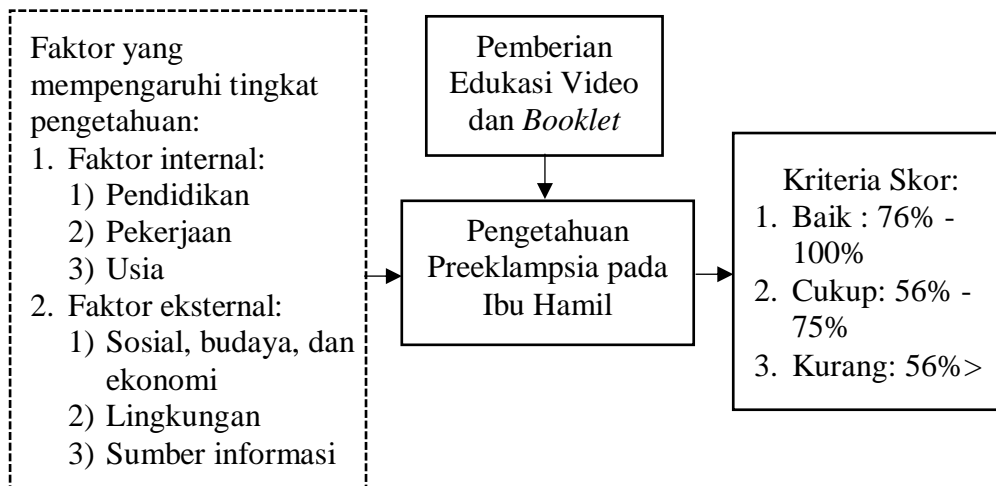 Faktor yang
mempengaruhi tingkat
pengetahuan:
1. Faktor internal:
1) Pendidikan
2) Pekerjaan
3) Usia
2. Faktor eksternal:
1) Sosial, budaya, dan
ekonomi
2) Lingkungan
3) Sumber informasi
Pemberian
Edukasi Video
dan Booklet
Pengetahuan
Preeklampsia pada
Ibu Hamil
Kriteria Skor:
1. Baik : 76% -
100%
2. Cukup: 56% -
75%
3. Kurang: 56%>